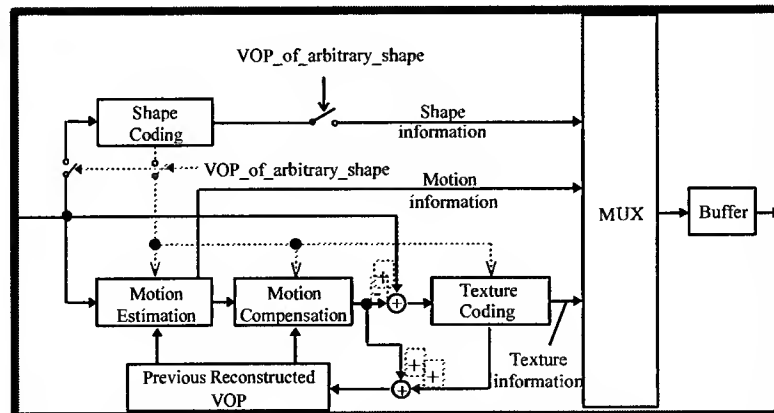 VOP_of_arbitrary_shape
Shape
Coding
Shape
information
VOP_of_arbitrary_shape
Motion
information
MUX
Buffer
Motion
Estimation
Motion
Compensation
+
+
+
Texture
Coding
Texture
information
Previous Reconstructed
VOP
+
+
+